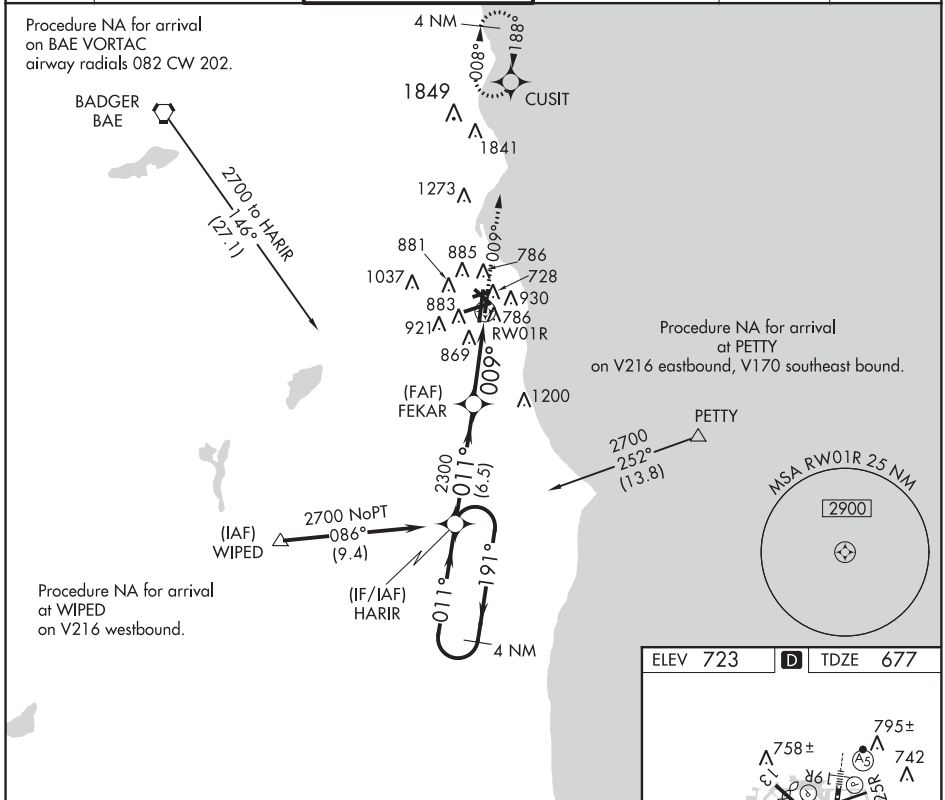 Procedure NA for arrival
on BAE VORTAC
airway radials 082 CW 202.
4 NM
008°
188°
CUSIT
BADGER
BAE
1849
1841
2700 to HARIR
146°
(27.1)
1273
009°
881
885
786
1037
728
930
883
786
921
RW01R
869
009°
Procedure NA for arrival
at PETTY
on V216 eastbound, V170 southeast bound.
(FAF)
FEKAR
1200
PETTY
2700
252°
(13.8)
2300
011°
(6.5)
MSA RW01R 25 NM
2900
2700 NoPT
086°
(9.4)
(IAF)
WIPED
(IF/IAF)
HARIR
011°
191°
4 NM
Procedure NA for arrival
at WIPED
on V216 westbound.
ELEV 723
D
TDZE 677
795±
758±
A5
742
13
19R
P
P
25R